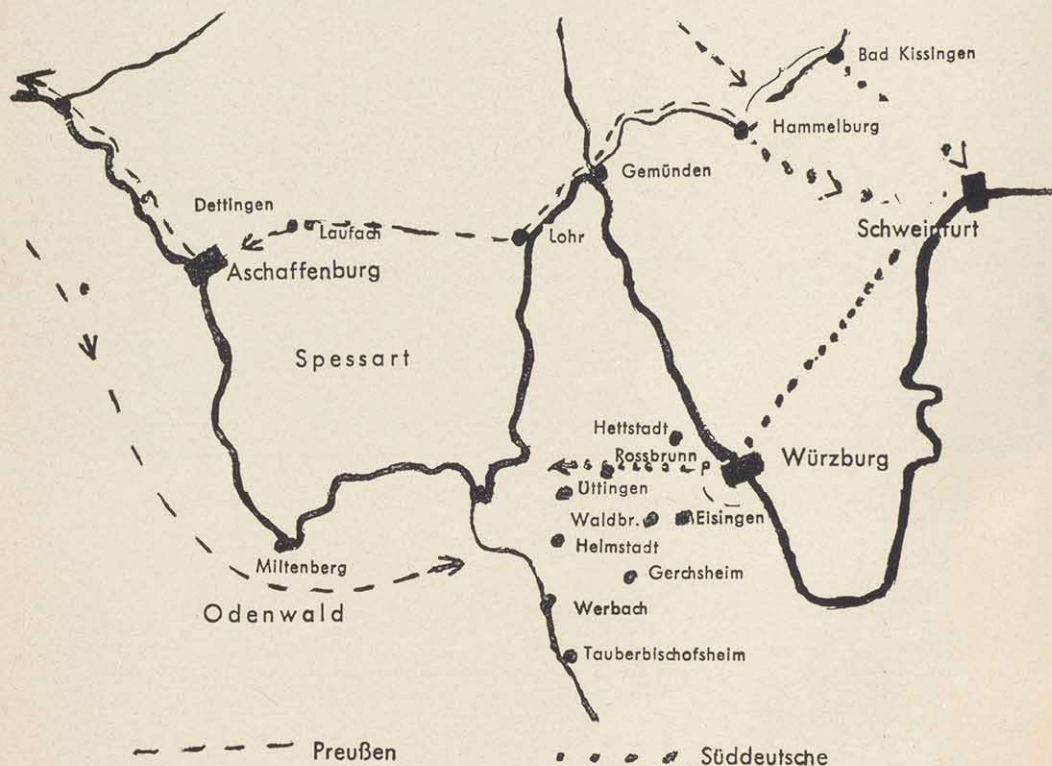 Bad Kissingen
Hammelburg
Gemünden
Dettingen
Laufach
Lohr
Schweinfurt
Aschaffenburg
Spessart
Hettstadt
Rossbrunn
Würzburg
Üttingen
Waldbr.
Eisingen
Helmstadt
Miltenberg
Gerchsheim
Odenwald
Werbach
Tauberbischofsheim
Preußen
Süddeutsche